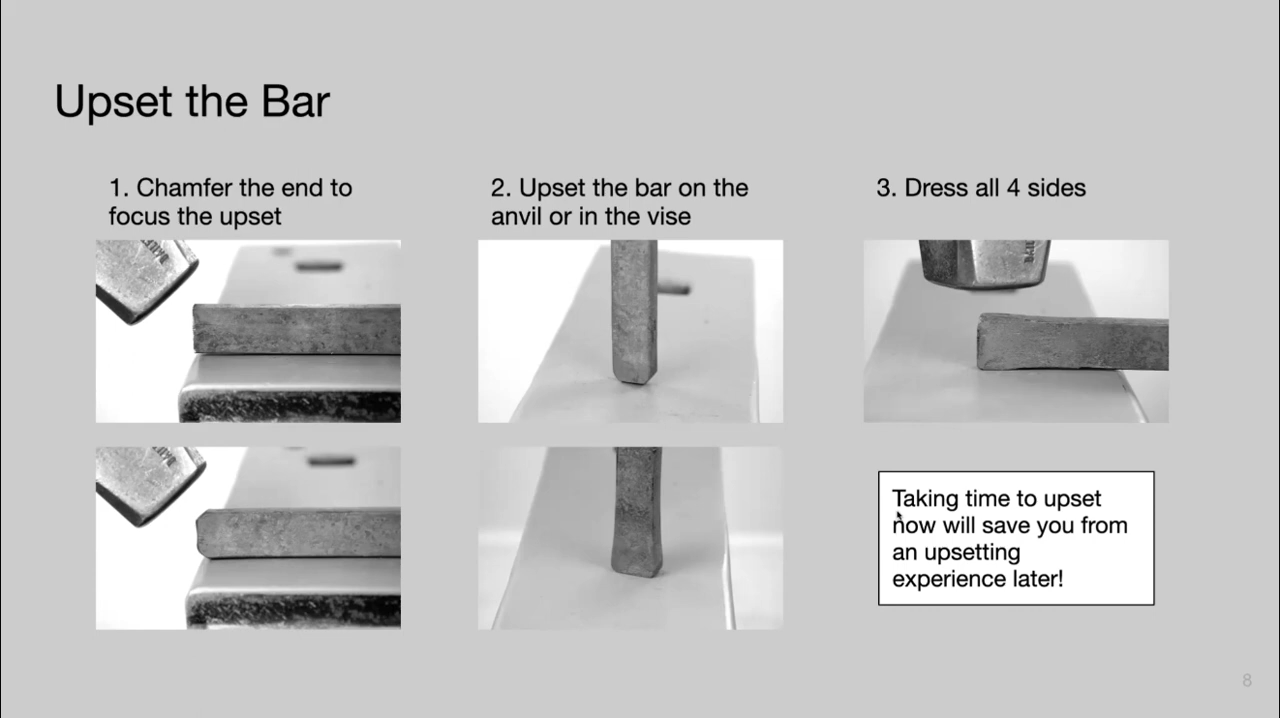 Upset the Bar
1. Chamfer the end to
focus the upset
2. Upset the bar on the
anvil or in the vise
3. Dress all 4 sides
Taking time to upset
now will save you from
an upsetting
experience later!
8